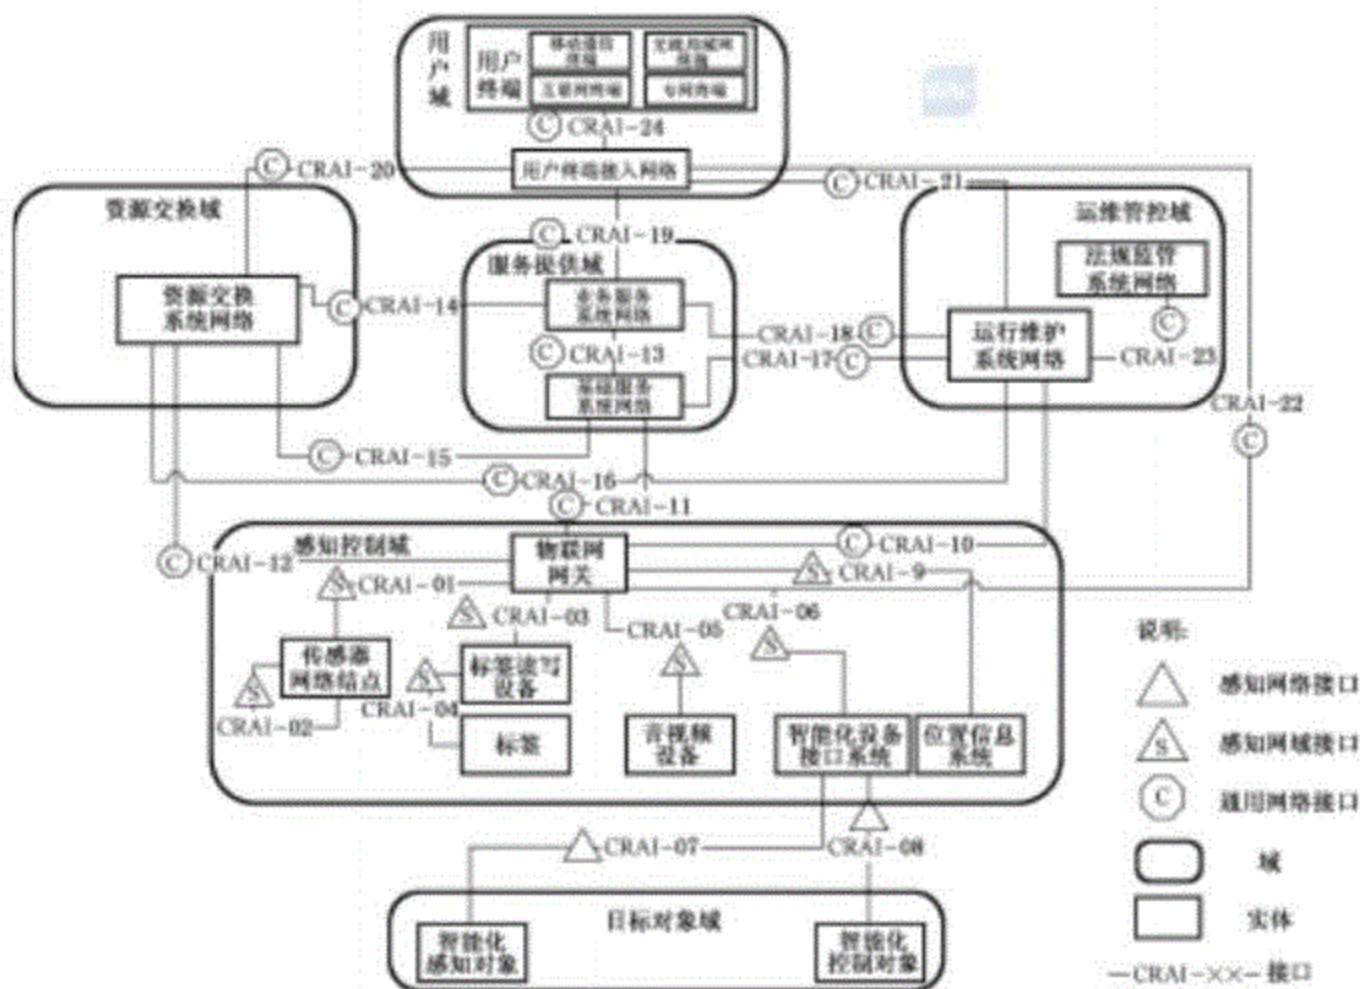 用户域
用户
终端
移动通信
终端
互联网终端
专网终端
C CRAI-24
用户终端接入网络
C CRAI-20
C CRAI-21
资源交换域
运维管控域
C CRAI-19
服务提供域
法规监管
系统网络
资源交换
系统网络
C CRAI-14
业务服务
系统网络
CRAI-18 C
C
运行维护
系统网络
C CRAI-13
CRAI-17 C
CRAI-23
基础服务
系统网络
CRAI-22
C
C CRAI-15
C CRAI-16
C CRAI-11
感知控制域
物联网
网关
C CRAI-10
C CRAI-12
S CRAI-01
S CRAI-9
S CRAI-03
CRAI-05
CRAI-06
S
S
传感器
网络结点
S
CRAI-02
标签读写
设备
S
CRAI-04
标签
音视频
设备
智能化设备
接口系统
位置信息
系统
CRAI-07
CRAI-08
目标对象域
智能化
感知对象
智能化
控制对象
说明:
感知网络接口
S 感知网域接口
C 通用网络接口
域
实体
—CRAI-××— 接口